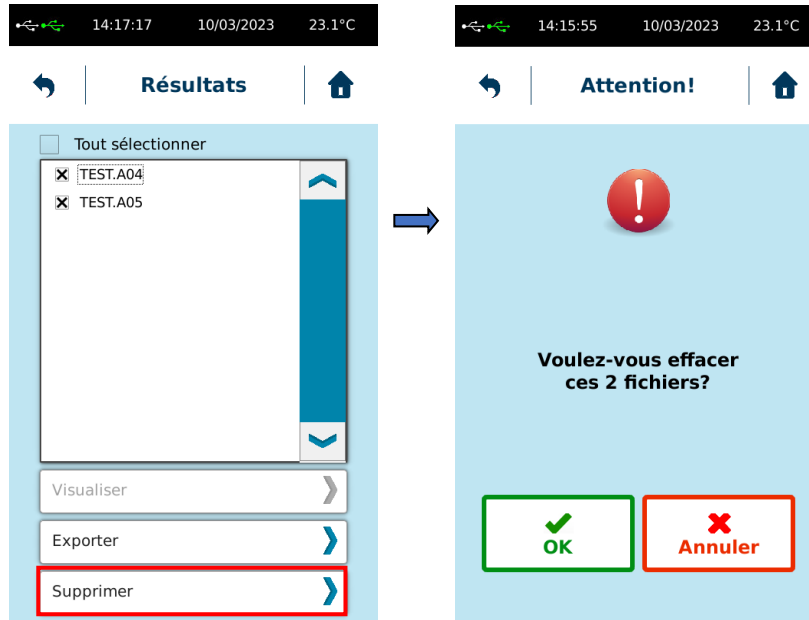 14:17:17 10/03/2023 23.1°C
Résultats
Tout sélectionner
TEST.A04
TEST.A05
Visualiser
Exporter
Supprimer
14:15:55 10/03/2023 23.1°C
Attention!
Voulez-vous effacer
ces 2 fichiers?
OK Annuler